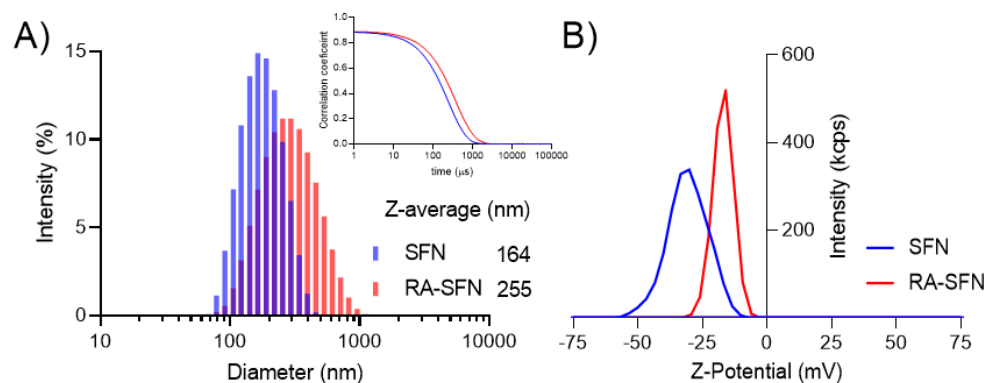 A)
Intensity (%)
15
10
5
0
10
100
1000
10000
Diameter (nm)
Correlation coeficeint
1.0
0.8
0.6
0.4
0.2
0.0
1
10
100
1000
10000
100000
time (μs)
Z-average (nm)
SFN 164
RA-SFN 255
B)
600
400
200
Intensity (kcps)
-75
-50
-25
0
25
50
75
Z-Potential (mV)
SFN
RA-SFN